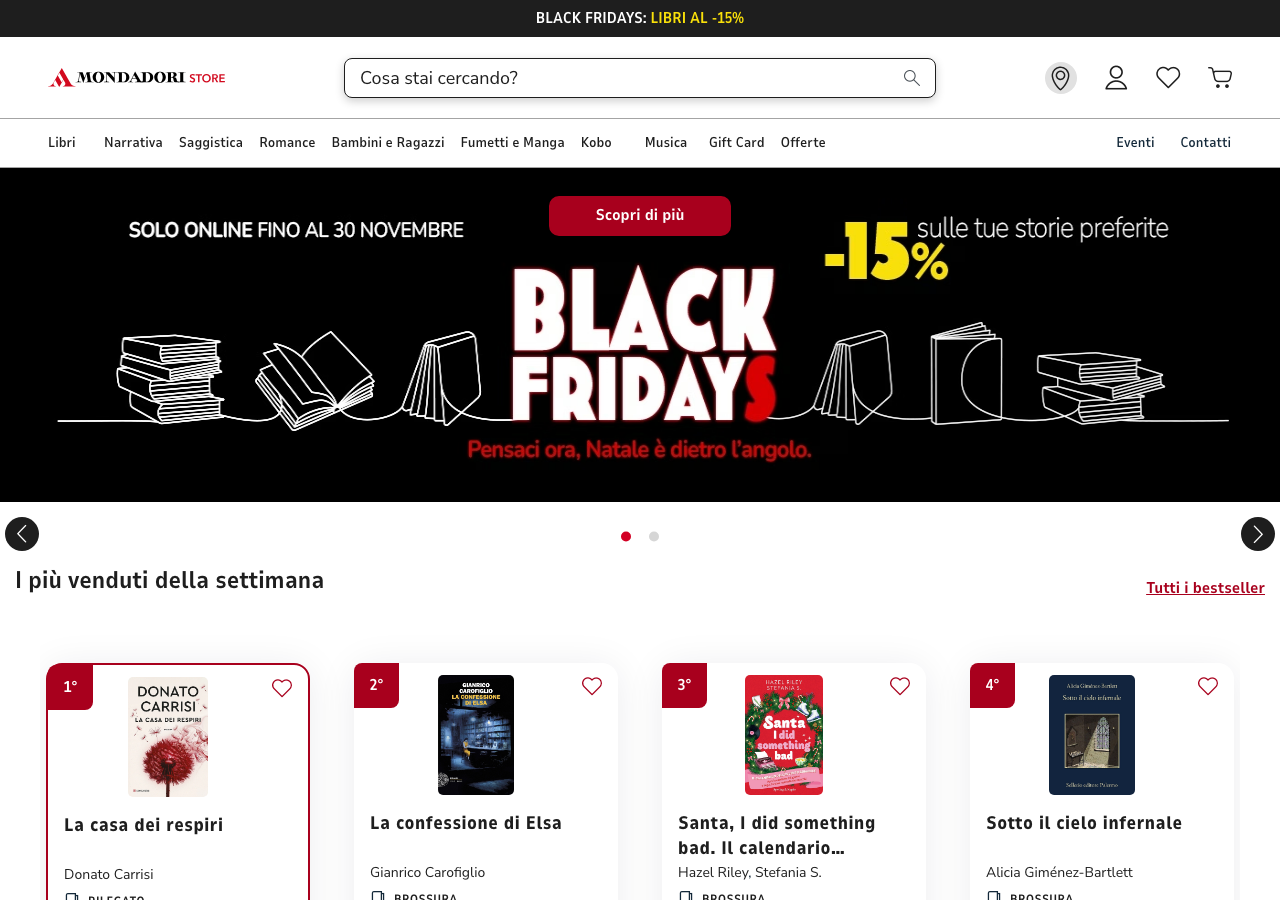 BLACK FRIDAYS: LIBRI AL -15%
MONDADORI STORE
Cosa stai cercando?
Libri Narrativa Saggistica Romance Bambini e Ragazzi Fumetti e Manga Kobo Musica Gift Card Offerte Eventi Contatti
Scopri di più
SOLO ONLINE FINO AL 30 NOVEMBRE
-15% sulle tue storie preferite
BLACK
FRIDAYS
Pensaci ora, Natale è dietro l'angolo.
I più venduti della settimana
Tutti i bestseller
1°
DONATO
CARRISI
LA CASA DEI RESPIRI
La casa dei respiri
Donato Carrisi
RILEGATO
2°
GIANRICO
CAROFIGLIO
LA CONFESSIONE
DI ELSA
La confessione di Elsa
Gianrico Carofiglio
BROSSURA
3°
HAZEL RILEY
STEFANIA S.
Santa
I did
something
bad
Santa, I did something
bad. Il calendario...
Hazel Riley, Stefania S.
BROSSURA
4°
Alicia Giménez-Bartlett
Sotto il cielo infernale
Sellerio editore Palermo
Sotto il cielo infernale
Alicia Giménez-Bartlett
BROSSURA